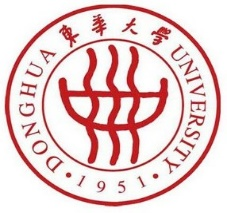 東華大學
DONGHUA UNIVERSITY
·1951·